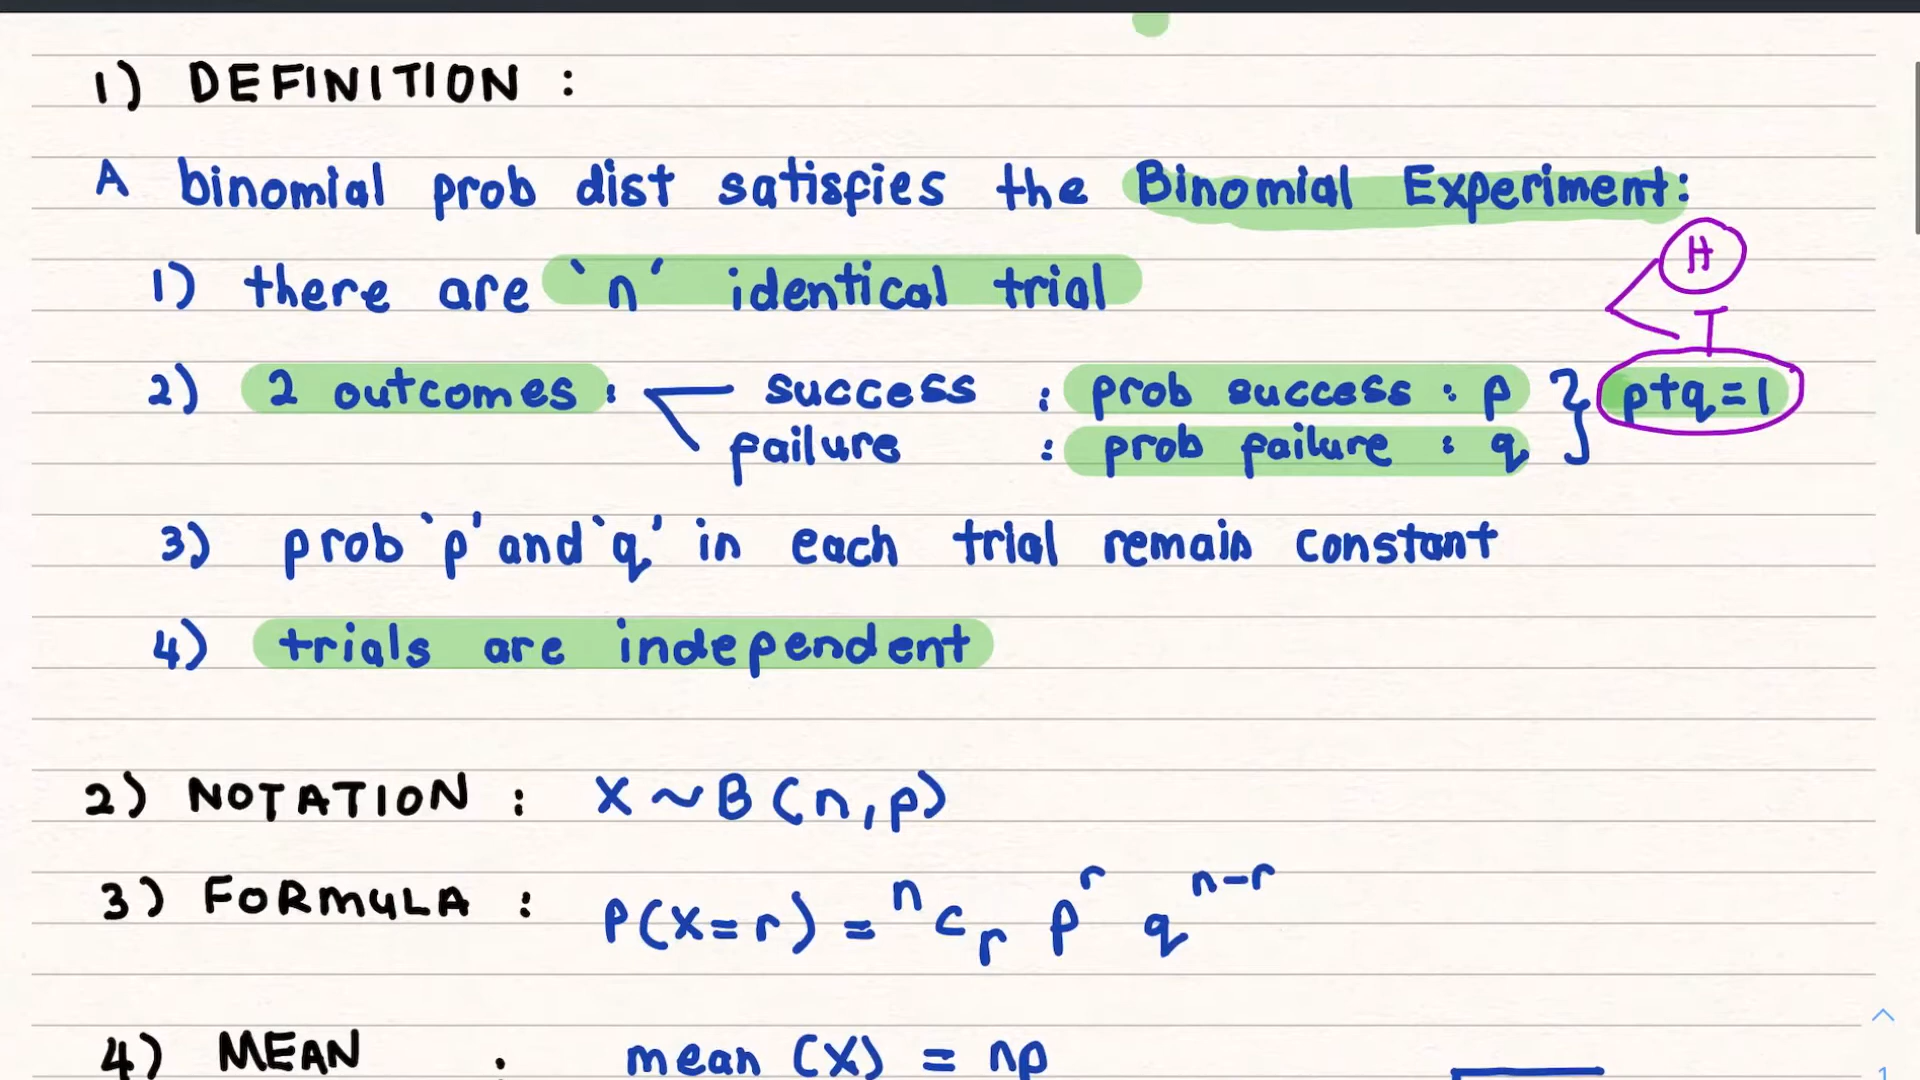 1) DEFINITION :
A binomial prob dist satisfies the Binomial Experiment:
1) there are 'n' identical trial
H
T
2) 2 outcomes : success : prob success : p } p+q=1
failure : prob failure : q
3) prob 'p' and 'q' in each trial remain constant
4) trials are independent
2) NOTATION : X ~ B (n, p)
3) FORMULA : P(X=r) = ⁿCᵣ pʳ qⁿ⁻ʳ
4) MEAN : mean (X) = np
1